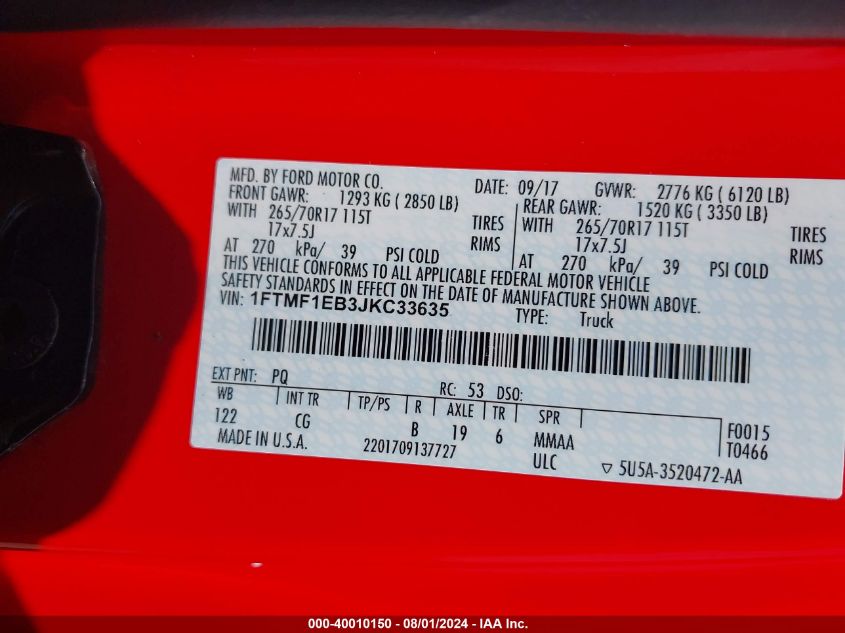 MFD. BY FORD MOTOR CO. DATE: 09/17 GVWR: 2776 KG ( 6120 LB)
FRONT GAWR: 1293 KG ( 2850 LB) REAR GAWR: 1520 KG ( 3350 LB)
WITH 265/70R17 115T TIRES WITH 265/70R17 115T TIRES
17x7.5J RIMS 17x7.5J RIMS
AT 270 kPa/ 39 PSI COLD AT 270 kPa/ 39 PSI COLD
THIS VEHICLE CONFORMS TO ALL APPLICABLE FEDERAL MOTOR VEHICLE
SAFETY STANDARDS IN EFFECT ON THE DATE OF MANUFACTURE SHOWN ABOVE.
VIN: 1FTMF1EB3JKC33635 TYPE: Truck
EXT PNT: PQ RC: 53 DSO:
WB INT TR TP/PS R AXLE TR SPR F0015
122 CG B 19 6 MMAA T0466
MADE IN U.S.A. 2201709137727 ULC ▽ 5U5A-3520472-AA
000-40010150 - 08/01/2024 - IAA Inc.